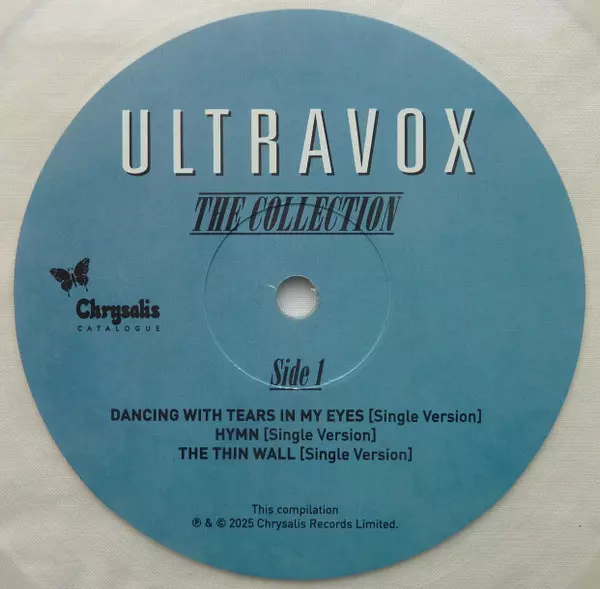 ULTRAVOX
THE COLLECTION
Chrysalis
CATALOGUE
Side 1
DANCING WITH TEARS IN MY EYES [Single Version]
HYMN [Single Version]
THE THIN WALL [Single Version]
This compilation
℗ & © 2025 Chrysalis Records Limited.